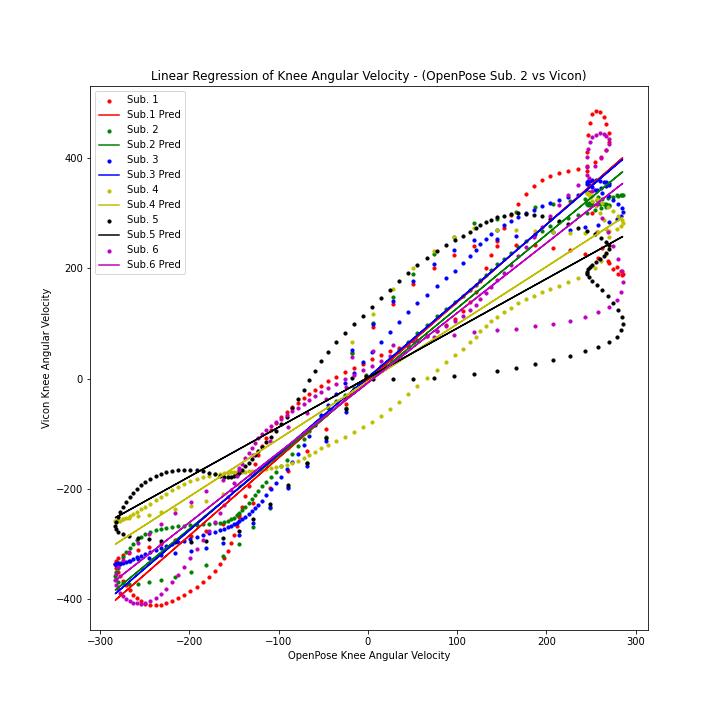 Linear Regression of Knee Angular Velocity - (OpenPose Sub. 2 vs Vicon)
Sub. 1
Sub.1 Pred
Sub. 2
Sub.2 Pred
Sub. 3
Sub.3 Pred
Sub. 4
Sub.4 Pred
Sub. 5
Sub.5 Pred
Sub. 6
Sub.6 Pred
400
200
0
−200
−400
Vicon Knee Angular Velocity
−300
−200
−100
0
100
200
300
OpenPose Knee Angular Velocity